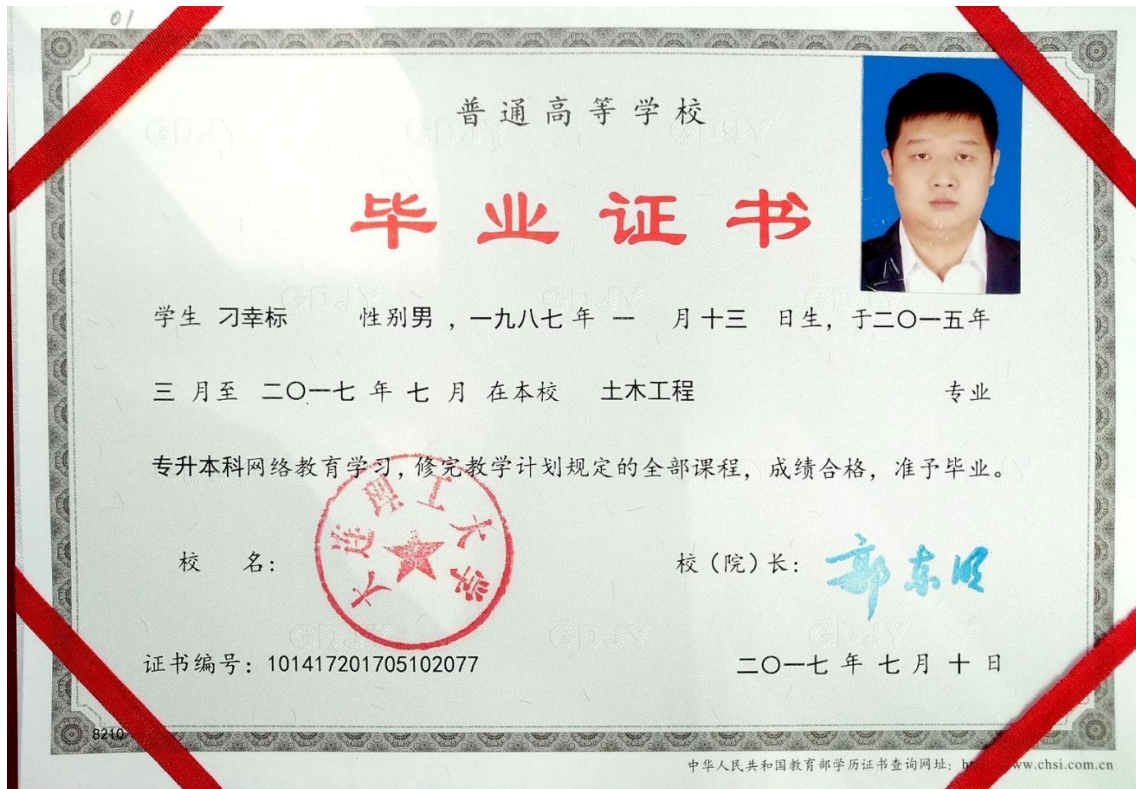 01
普通高等学校
毕业证书
学生 刁幸标 性别男，一九八七年 一 月十三 日生，于二〇一五年
三 月至 二〇一七 年 七 月 在本校 土木工程 专业
专升本科网络教育学习，修完教学计划规定的全部课程，成绩合格，准予毕业。
大连理工大学
校 名： 校（院）长： 郭东明
证书编号：101417201705102077 二〇一七 年 七 月 十 日
8210
中华人民共和国教育部学历证书查询网址：h ww.chsi.com.cn